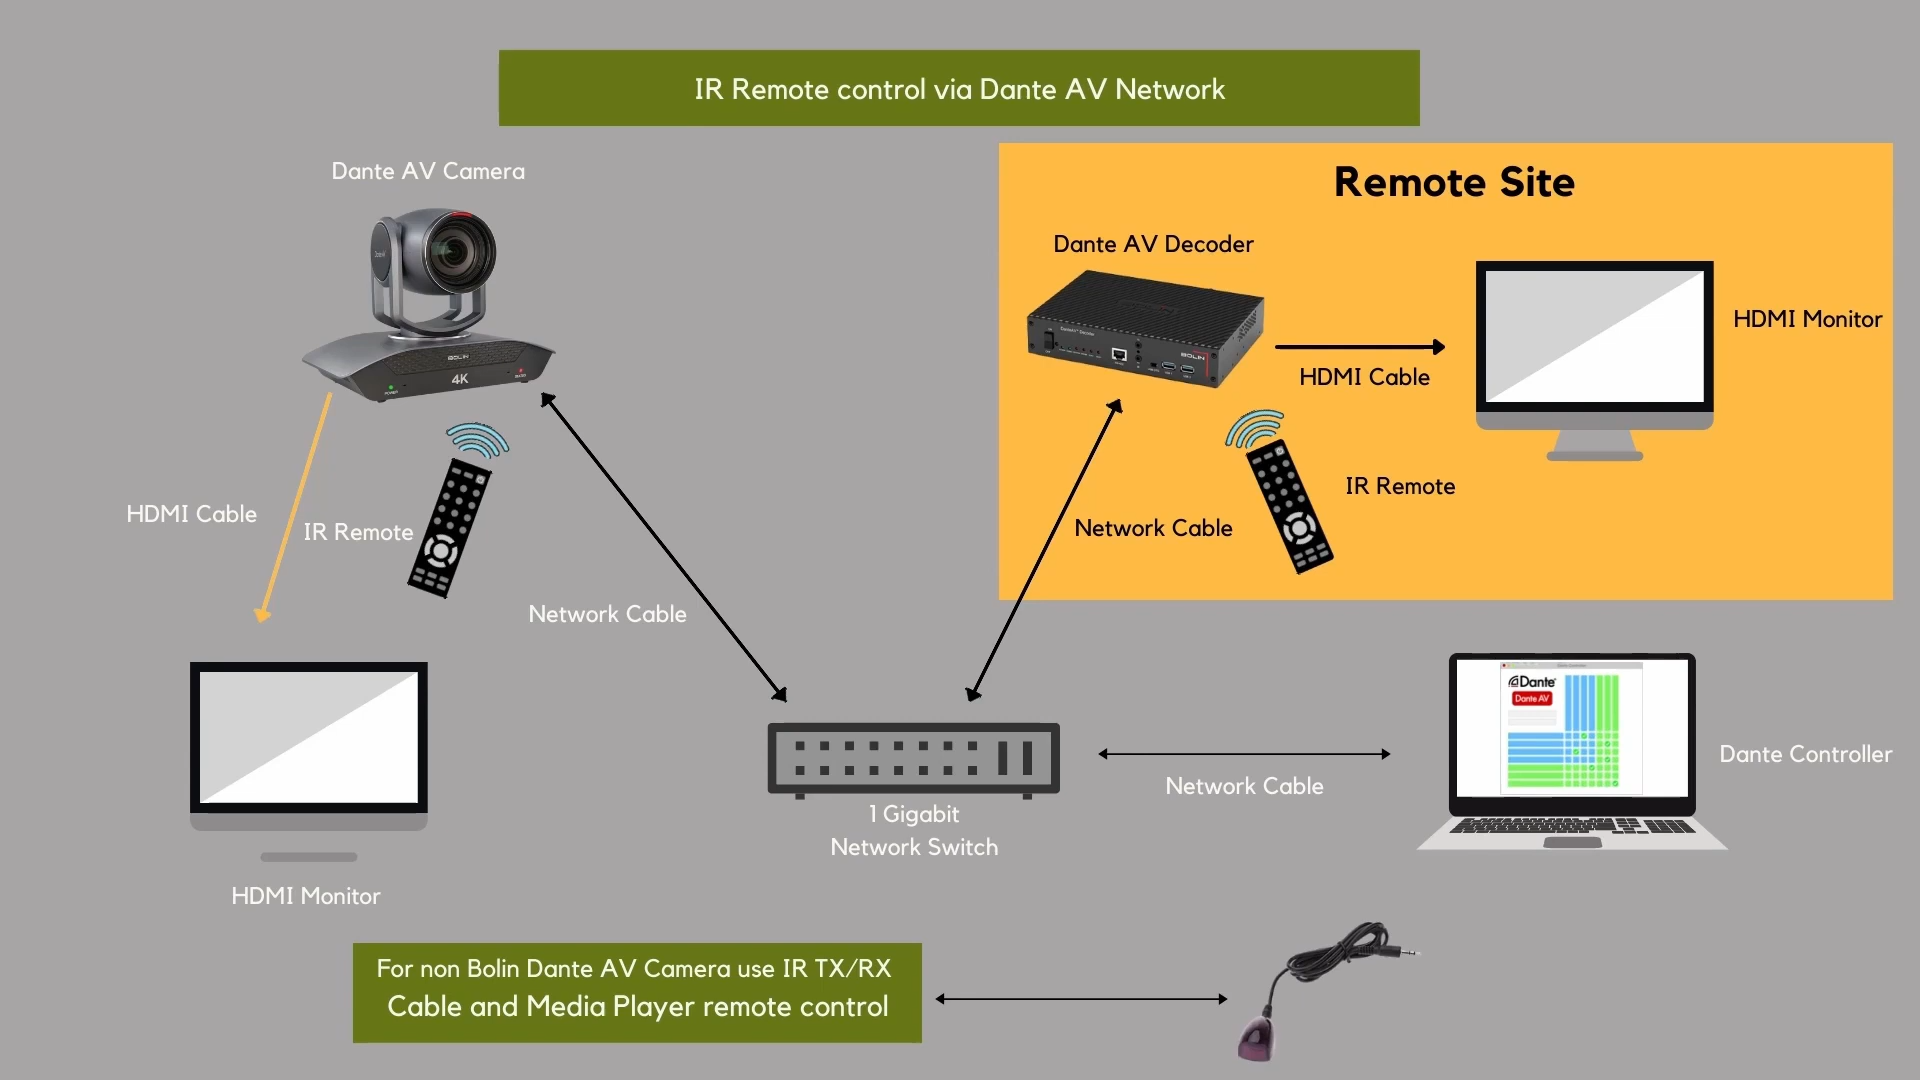 IR Remote control via Dante AV Network
Dante AV Camera
BOLIN
4K
Remote Site
Dante AV Decoder
BOLIN
HDMI Cable
HDMI Monitor
IR Remote
Network Cable
HDMI Cable
IR Remote
Network Cable
HDMI Monitor
1 Gigabit
Network Switch
Network Cable
Dante
Dante AV
Dante Controller
For non Bolin Dante AV Camera use IR TX/RX
Cable and Media Player remote control